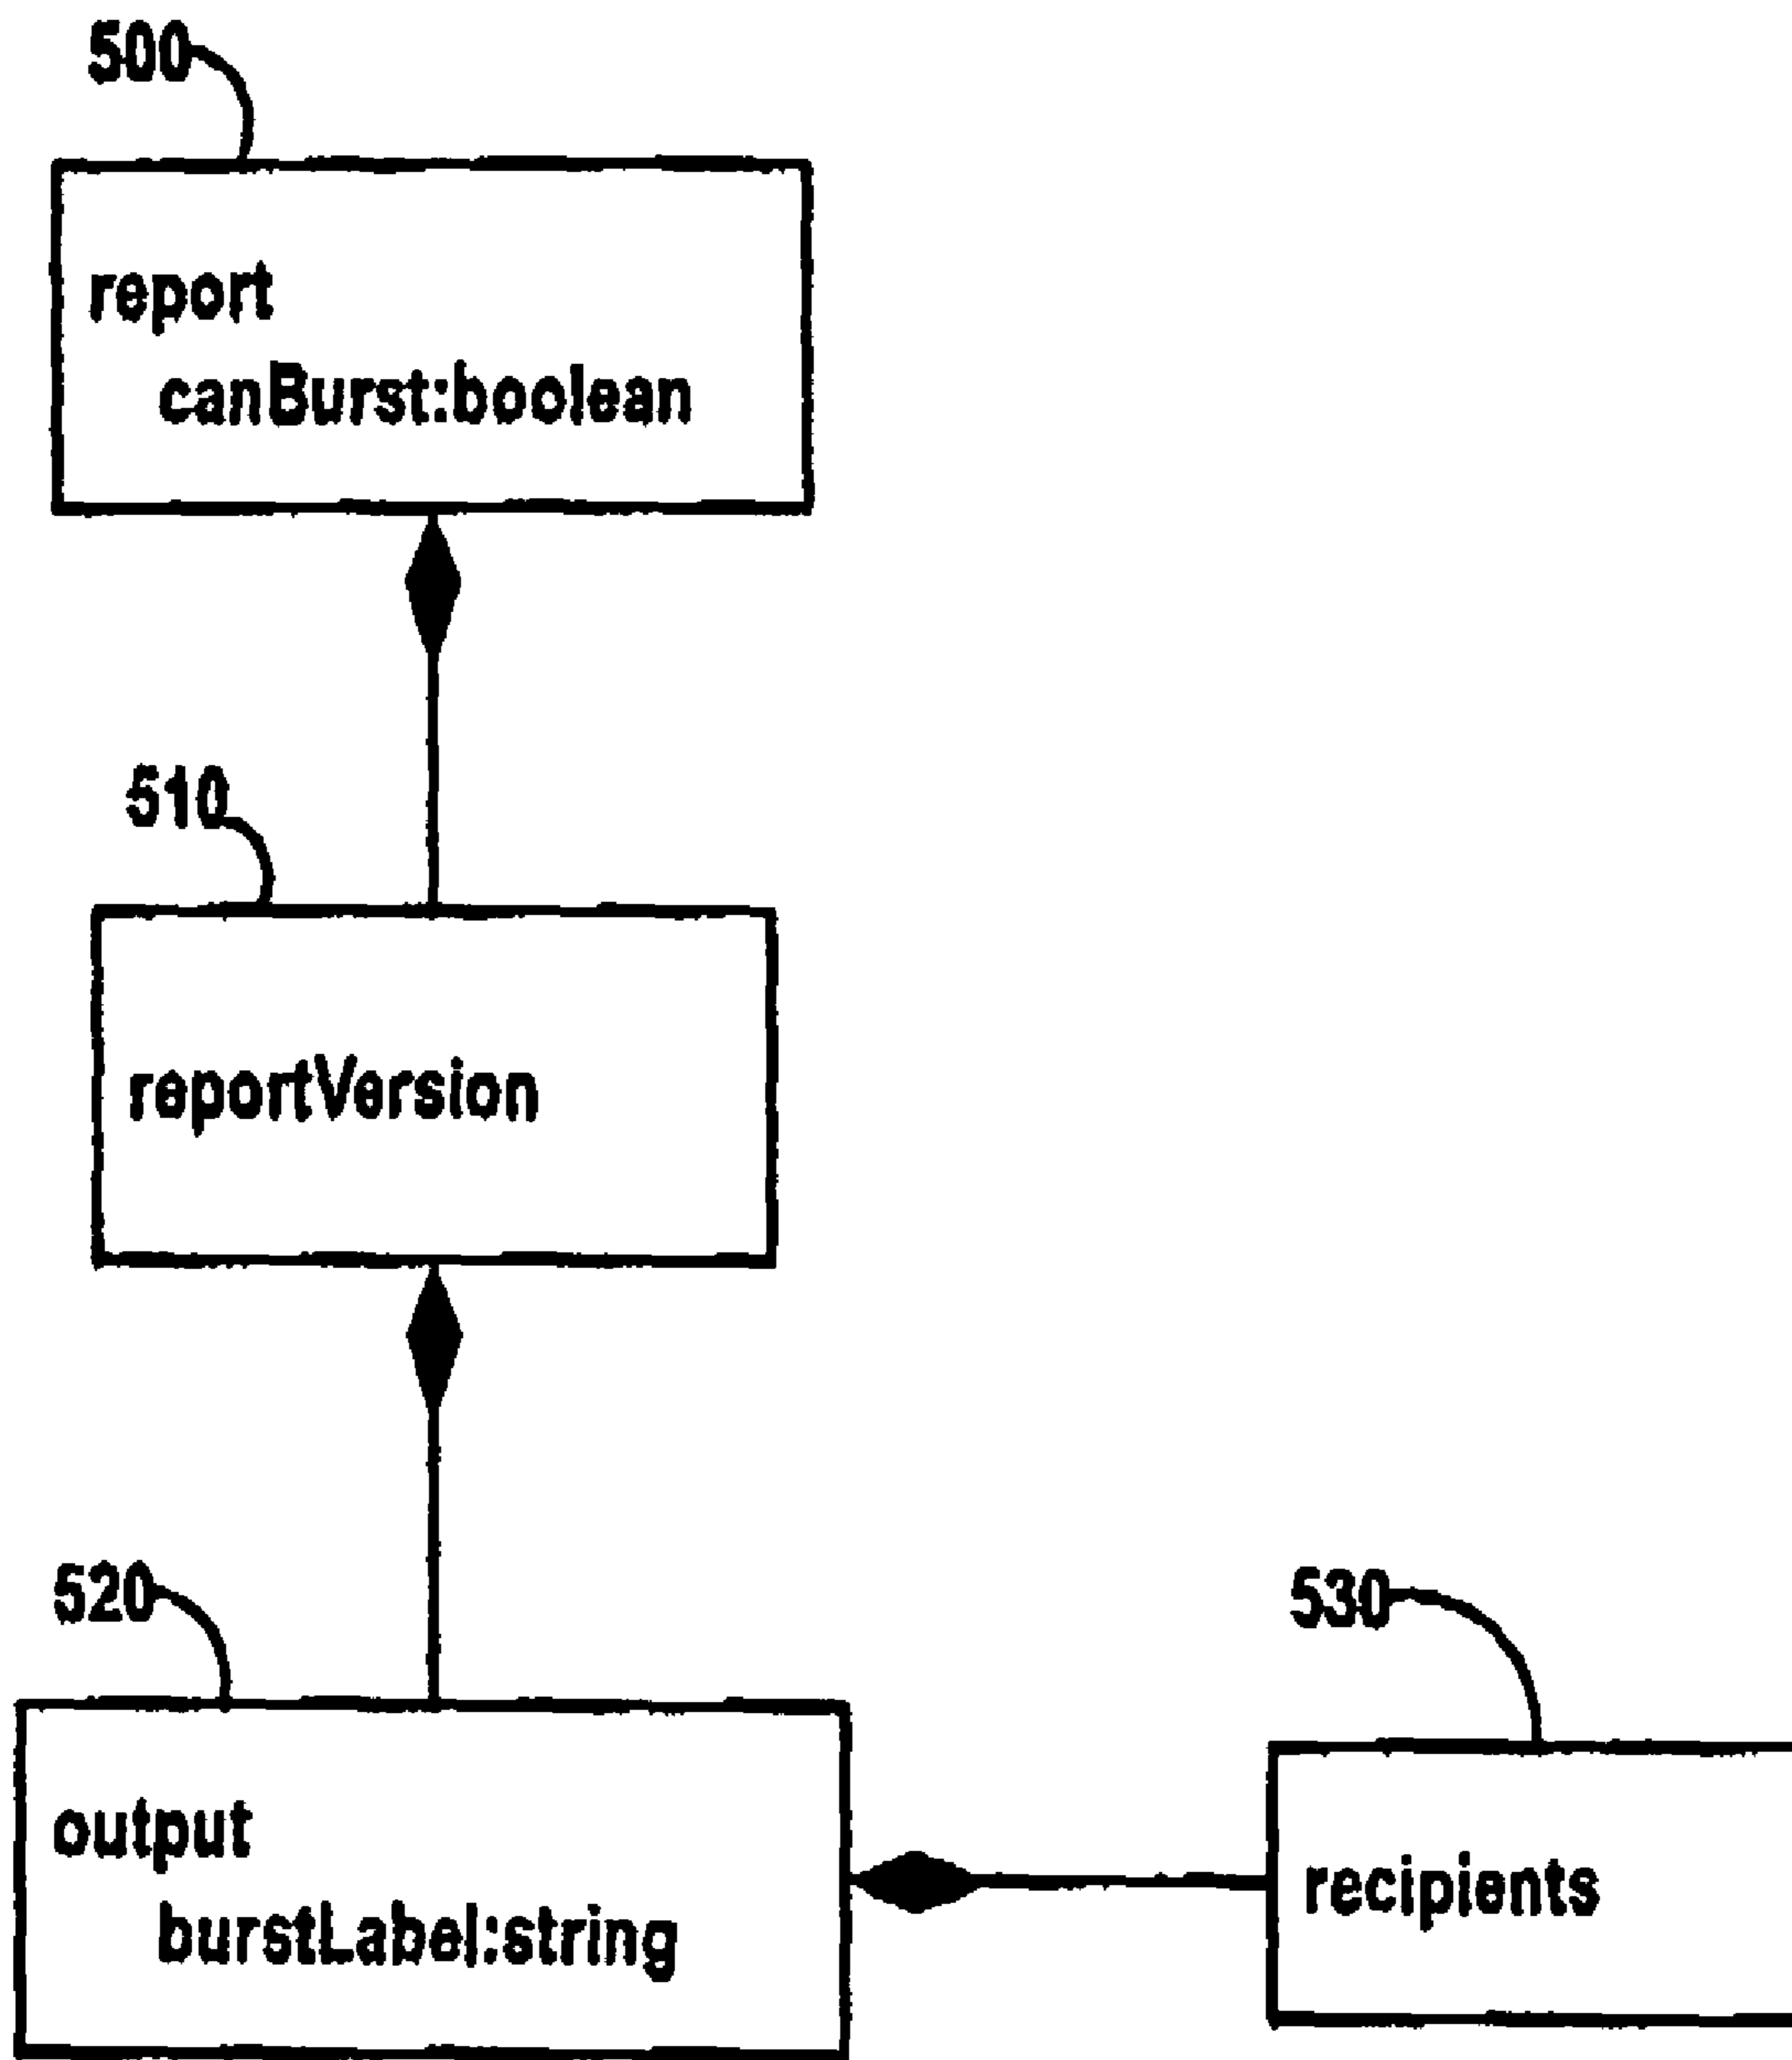 500
report
canBurst:boolean
510
reportVersion
520
530
output
burstLabel:string
recipients